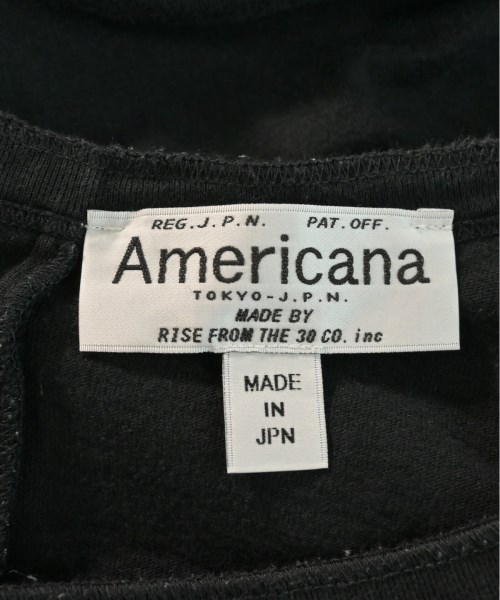 REG.J.P.N. PAT.OFF.
Americana
TOKYO-J.P.N.
MADE BY
RISE FROM THE 30 CO. inc
MADE
IN
JPN